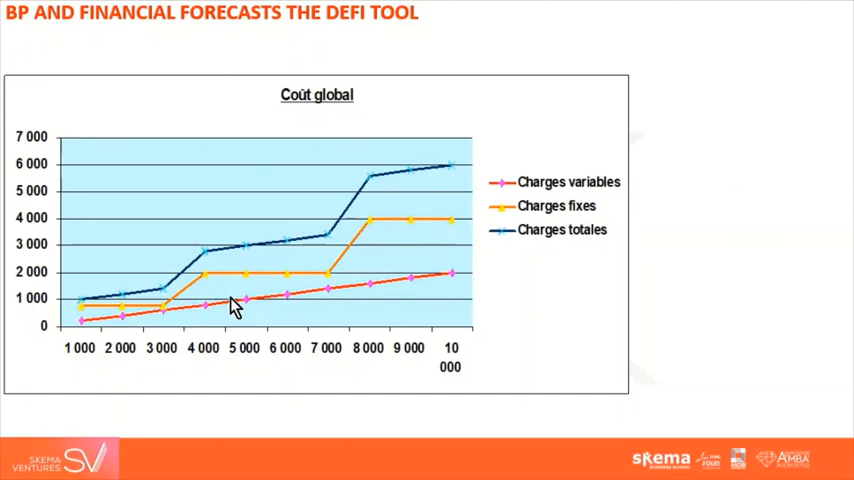 BP AND FINANCIAL FORECASTS THE DEFI TOOL
Coût global
7 000
6 000
5 000
4 000
3 000
2 000
1 000
0
1 000 2 000 3 000 4 000 5 000 6 000 7 000 8 000 9 000 10 000
Charges variables
Charges fixes
Charges totales
SKEMA
VENTURES SV
skema
BUSINESS SCHOOL
AMBA